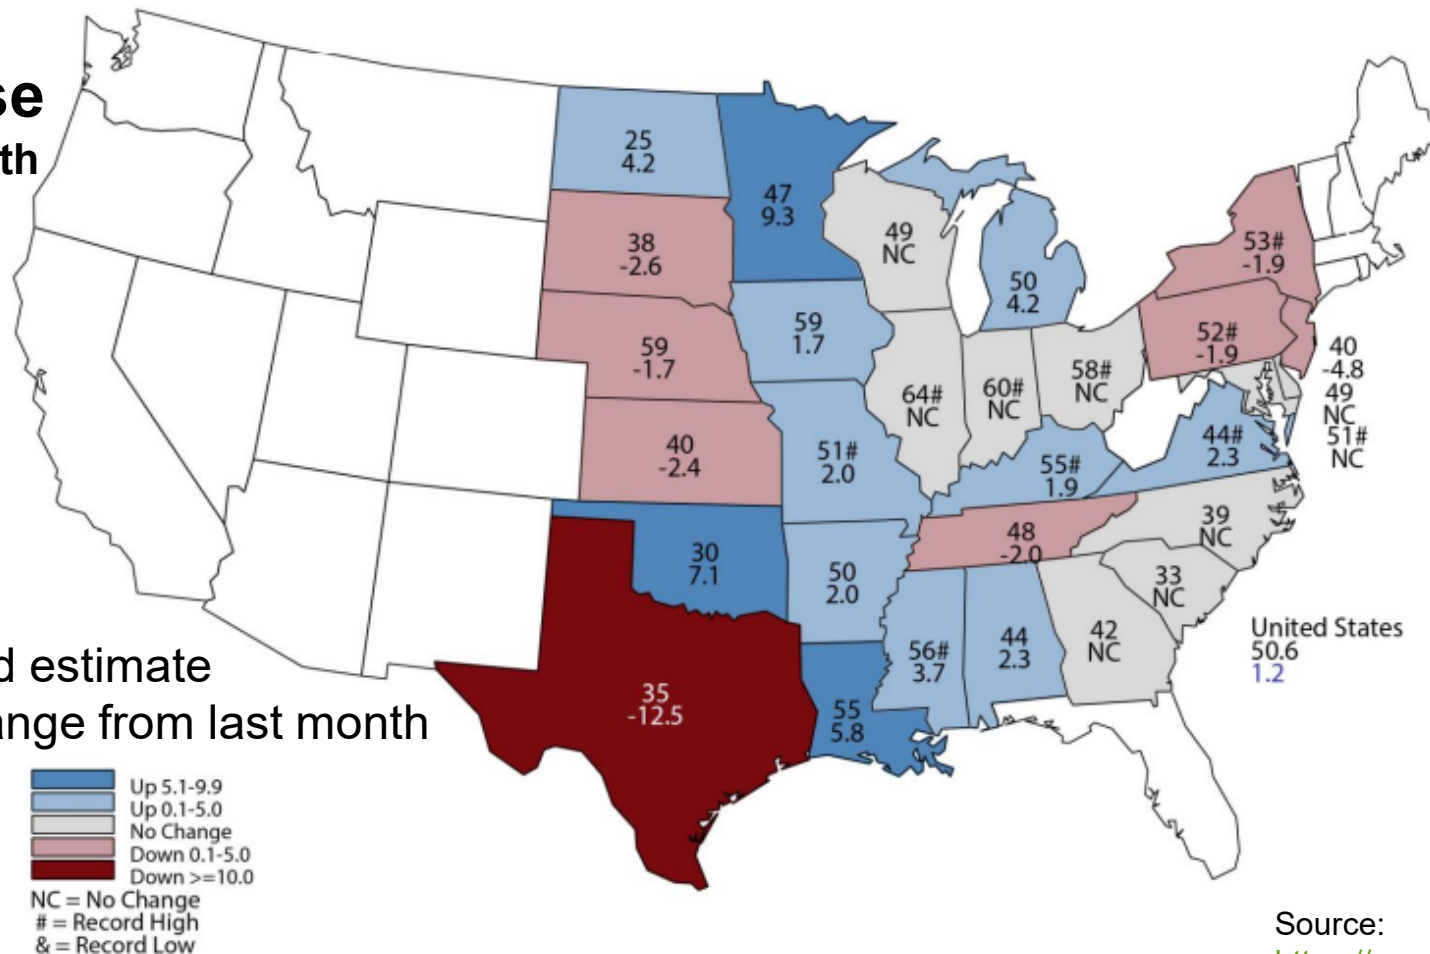 se
th
25
4.2
47
9.3
38
-2.6
49
NC
50
4.2
53#
-1.9
59
-1.7
59
1.7
52#
-1.9
64#
NC
60#
NC
58#
NC
40
-4.8
49
NC
51#
NC
40
-2.4
51#
2.0
55#
1.9
44#
2.3
30
7.1
50
2.0
48
-2.0
39
NC
33
NC
35
-12.5
55
5.8
56#
3.7
44
2.3
42
NC
United States
50.6
1.2
d estimate
ange from last month
Up 5.1-9.9
Up 0.1-5.0
No Change
Down 0.1-5.0
Down >=10.0
NC = No Change
# = Record High
& = Record Low
Source: